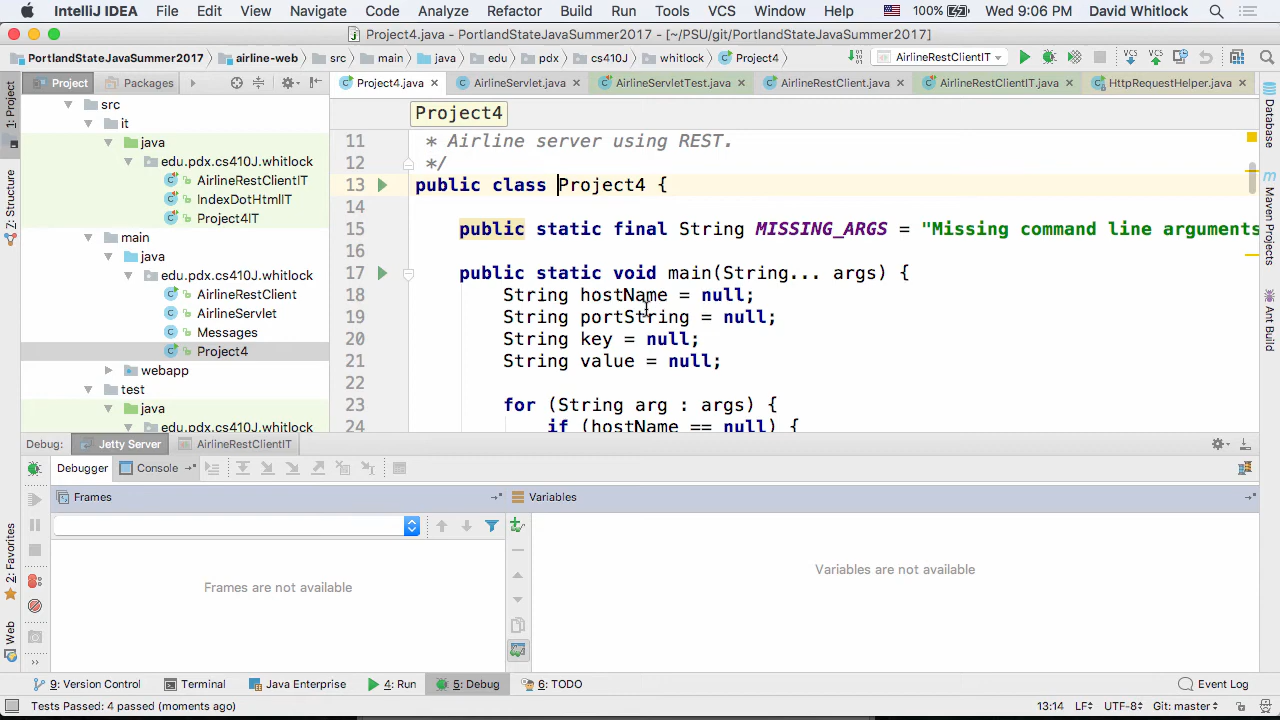 IntelliJ IDEA File Edit View Navigate Code Analyze Refactor Build Run Tools VCS Window Help 100% Wed 9:06 PM David Whitlock
Project4.java - PortlandStateJavaSummer2017 - [~/PSU/git/PortlandStateJavaSummer2017]
PortlandStateJavaSummer2017 airline-web src main java edu pdx cs410J whitlock Project4 AirlineRestClientIT VCS VCS
Project Packages Project4.java AirlineServlet.java AirlineServletTest.java AirlineRestClient.java AirlineRestClientIT.java HttpRequestHelper.java
src
it
java
edu.pdx.cs410J.whitlock
AirlineRestClientIT
IndexDotHtmlIT
Project4IT
main
java
edu.pdx.cs410J.whitlock
AirlineRestClient
AirlineServlet
Messages
Project4
webapp
test
java
edu.pdx.cs410J.whitlock
Project4
11 * Airline server using REST.
12 */
13 public class Project4 {
14
15 public static final String MISSING_ARGS = "Missing command line arguments
16
17 public static void main(String... args) {
18 String hostName = null;
19 String portString = null;
20 String key = null;
21 String value = null;
22
23 for (String arg : args) {
24 if (hostName == null) {
1: Project
Z: Structure
2: Favorites
Web
Database
Maven Projects
Ant Build
Debug: Jetty Server AirlineRestClientIT
Debugger Console
Frames Variables
Frames are not available
Variables are not available
9: Version Control Terminal Java Enterprise 4: Run 5: Debug 6: TODO Event Log
Tests Passed: 4 passed (moments ago) 13:14 LF UTF-8 Git: master